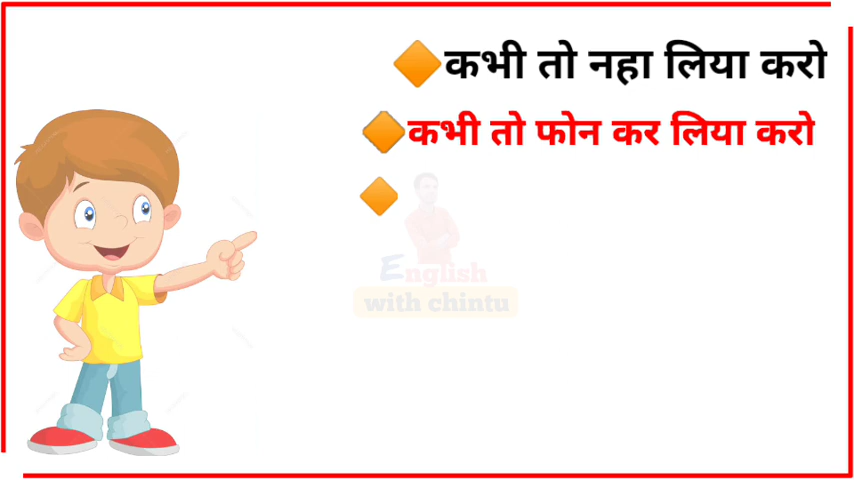 कभी तो नहा लिया करो
कभी तो फोन कर लिया करो
English
with chintu